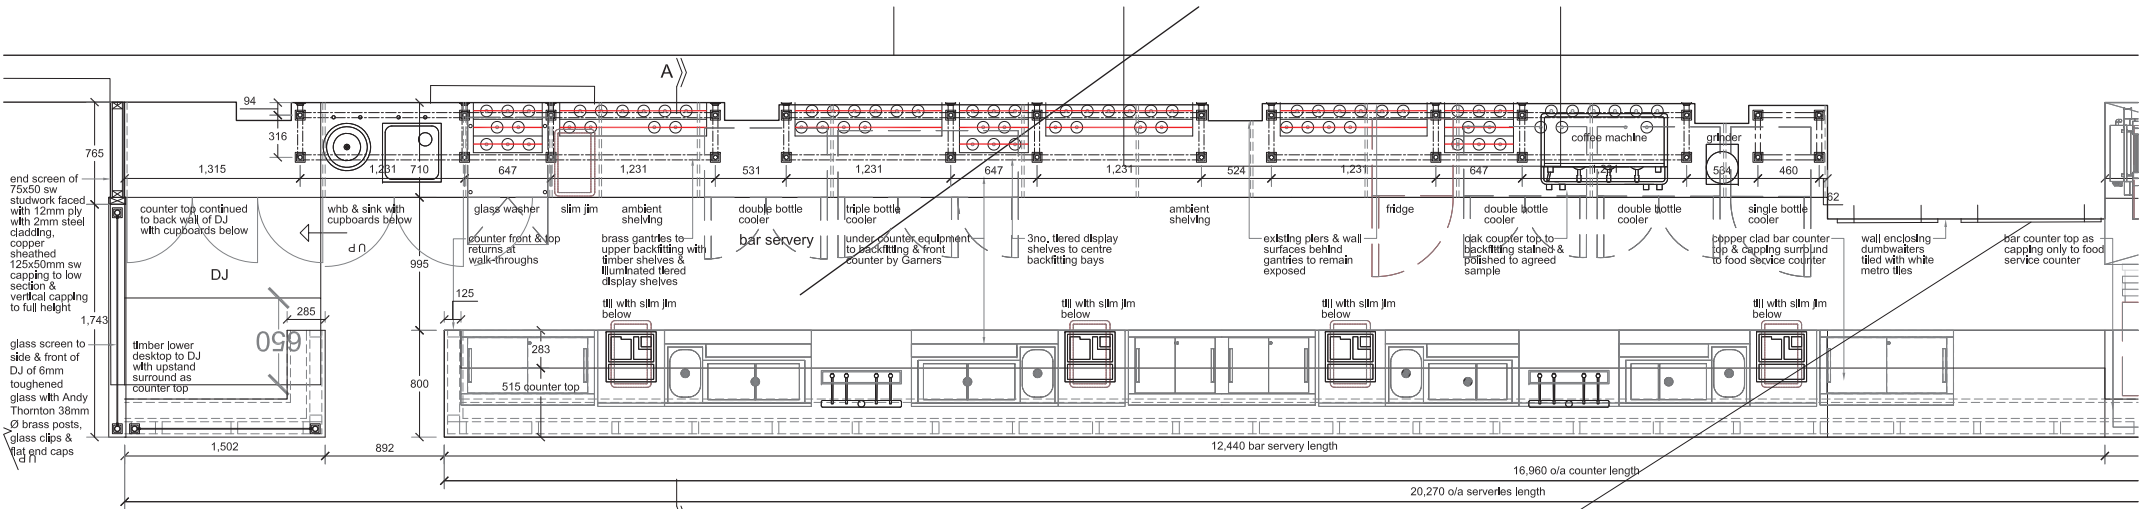 A
94
316
765
1,315
1,231
710
647
1,231
531
1,231
647
1,231
524
1,231
647
1,231
534
460
62
coffee machine
grinder
end screen of
75x50 sw
studwork faced
with 12mm ply
with 2mm steel
cladding,
copper
sheathed
125x50mm sw
capping to low
section &
vertical capping
to full height
1,743
glass screen to
side & front of
DJ of 6mm
toughened
glass with Andy
Thornton 38mm
Ø brass posts,
glass clips &
flat end caps
UP
counter top continued
to back wall of DJ
with cupboards below
DJ
whb & sink with
cupboards below
UP
glass washer
slim jim
ambient
shelving
double bottle
cooler
triple bottle
cooler
ambient
shelving
fridge
double bottle
cooler
double bottle
cooler
single bottle
cooler
bar servery
counter front & top
returns at
walk-throughs
brass gantries to
upper backfitting with
timber shelves &
illuminated tiered
display shelves
under counter equipment
to backfitting & front
counter by Garners
3no. tiered display
shelves to centre
backfitting bays
existing piers & wall
surfaces behind
gantries to remain
exposed
oak counter top to
backfitting stained &
polished to agreed
sample
copper clad bar counter
top & capping surround
to food service counter
wall enclosing
dumbwaiters
tiled with white
metro tiles
bar counter top as
capping only to food
service counter
995
125
285
650
timber lower
desktop to DJ
with upstand
surround as
counter top
till with slim jim
below
till with slim jim
below
till with slim jim
below
till with slim jim
below
283
515 counter top
800
1,502
892
12,440 bar servery length
16,960 o/a counter length
20,270 o/a serveries length